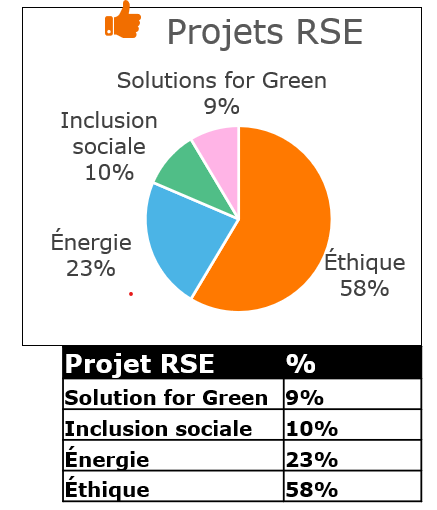 Projets RSE
Solutions for Green
9%
Inclusion
sociale
10%
Énergie
23%
Éthique
58%
Projet RSE %
Solution for Green 9%
Inclusion sociale 10%
Énergie 23%
Éthique 58%